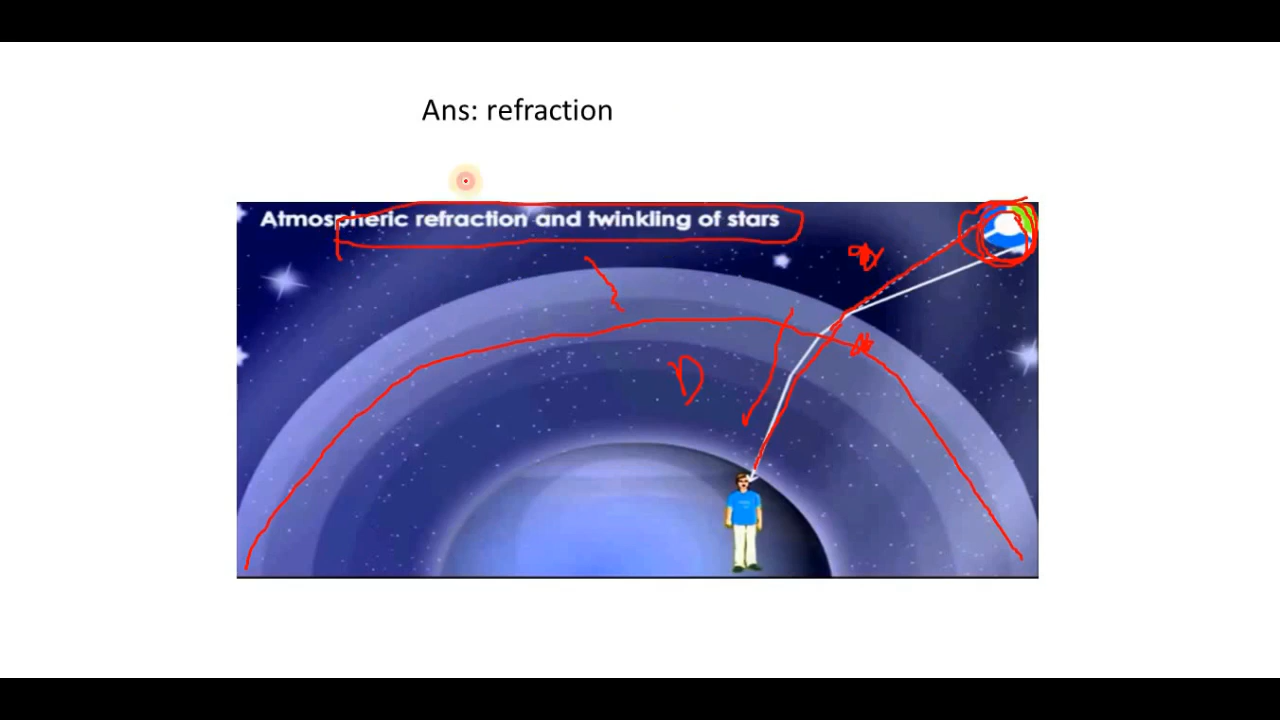 Ans: refraction
Atmospheric refraction and twinkling of stars
D